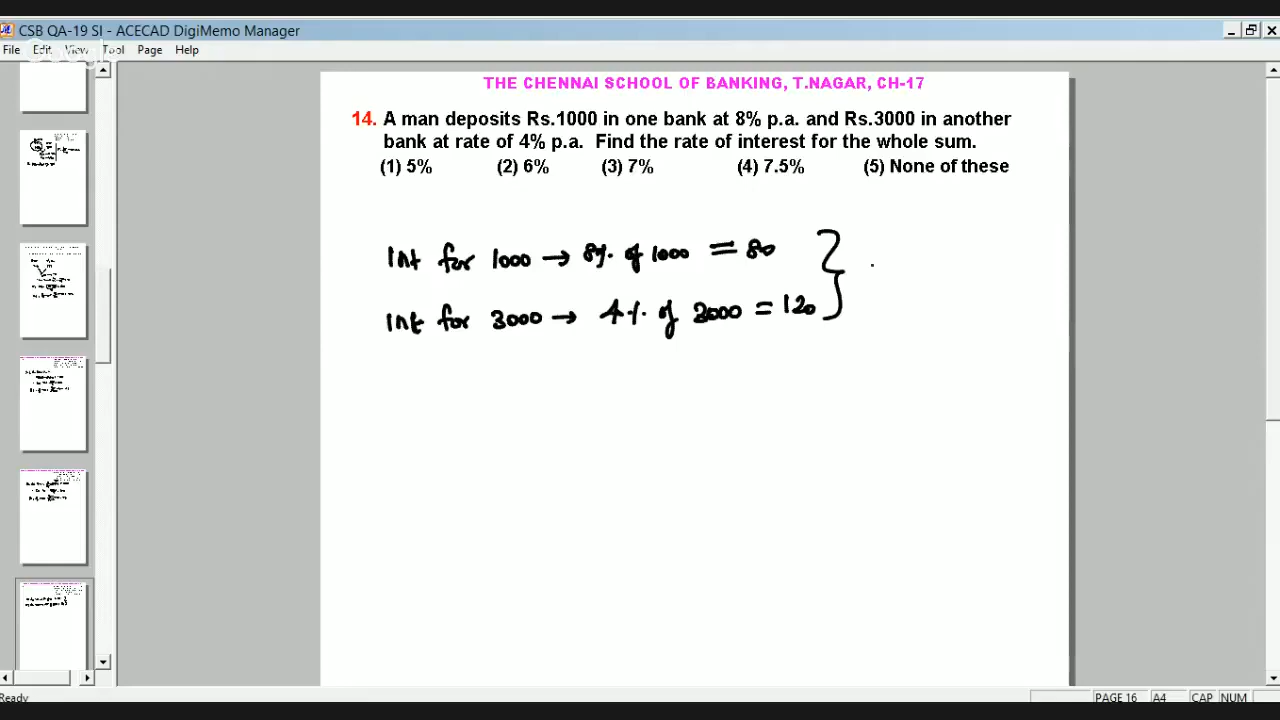 CSB QA-19 SI - ACECAD DigiMemo Manager
File Edit View Tool Page Help
Google
THE CHENNAI SCHOOL OF BANKING, T.NAGAR, CH-17
14. A man deposits Rs.1000 in one bank at 8% p.a. and Rs.3000 in another
bank at rate of 4% p.a. Find the rate of interest for the whole sum.
(1) 5% (2) 6% (3) 7% (4) 7.5% (5) None of these
Int for 1000 → 8% of 1000 = 80
Int for 3000 → 4% of 3000 = 120
Ready PAGE 16 A4 CAP NUM